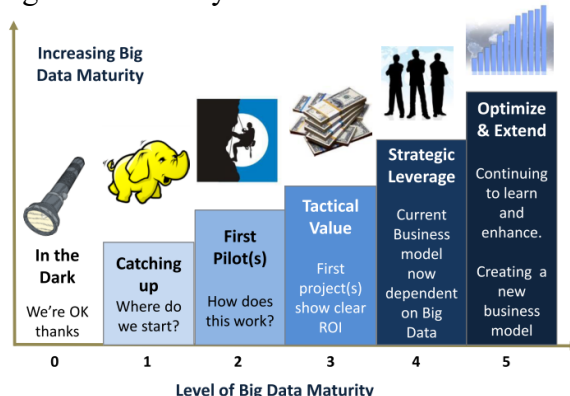 Increasing Big
Data Maturity
In the
Dark
We're OK
thanks
Catching
up
Where do
we start?
First
Pilot(s)
How does
this work?
Tactical
Value
First
project(s)
show clear
ROI
Strategic
Leverage
Current
Business
model
now
dependent
on Big
Data
Optimize
& Extend
Continuing
to learn
and
enhance.
Creating a
new
business
model
0 1 2 3 4 5
Level of Big Data Maturity